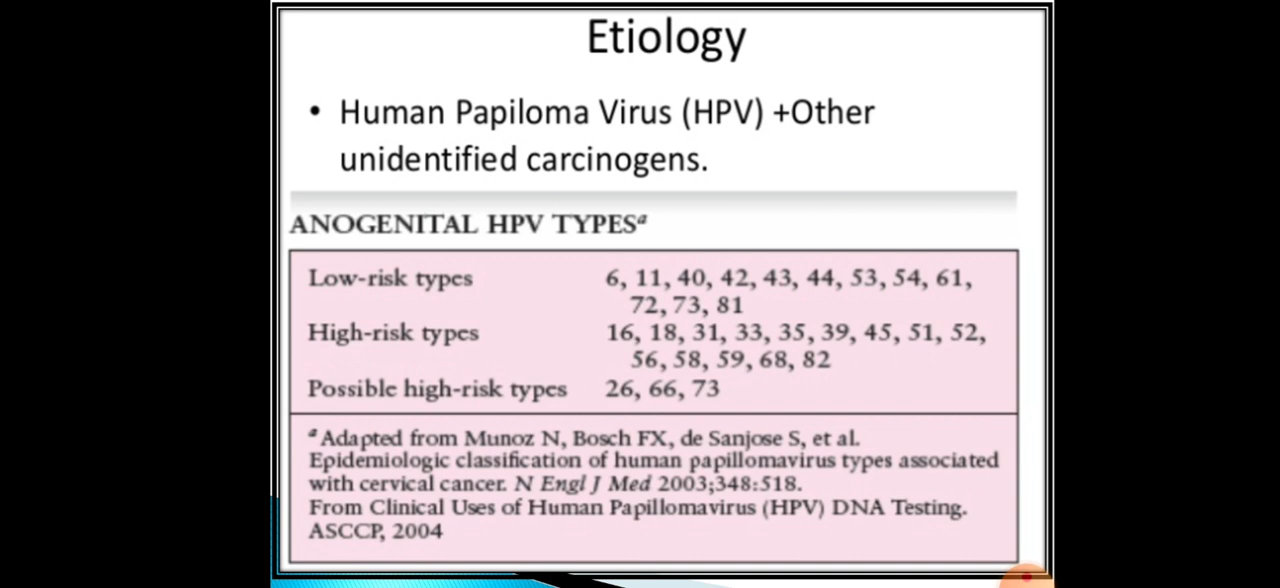 Etiology
• Human Papiloma Virus (HPV) +Other
unidentified carcinogens.
ANOGENITAL HPV TYPESa
Low-risk types 6, 11, 40, 42, 43, 44, 53, 54, 61,
72, 73, 81
High-risk types 16, 18, 31, 33, 35, 39, 45, 51, 52,
56, 58, 59, 68, 82
Possible high-risk types 26, 66, 73
a Adapted from Munoz N, Bosch FX, de Sanjose S, et al.
Epidemiologic classification of human papillomavirus types associated
with cervical cancer. N Engl J Med 2003;348:518.
From Clinical Uses of Human Papillomavirus (HPV) DNA Testing.
ASCCP, 2004